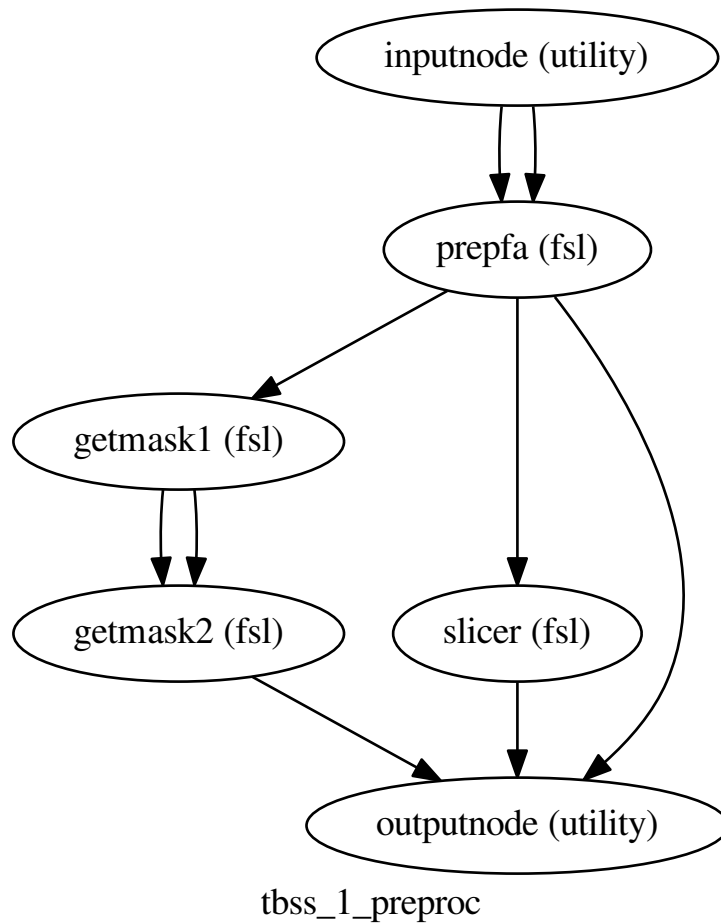 inputnode (utility)
prepfa (fsl)
getmask1 (fsl)
getmask2 (fsl)
slicer (fsl)
outputnode (utility)
tbss_1_preproc